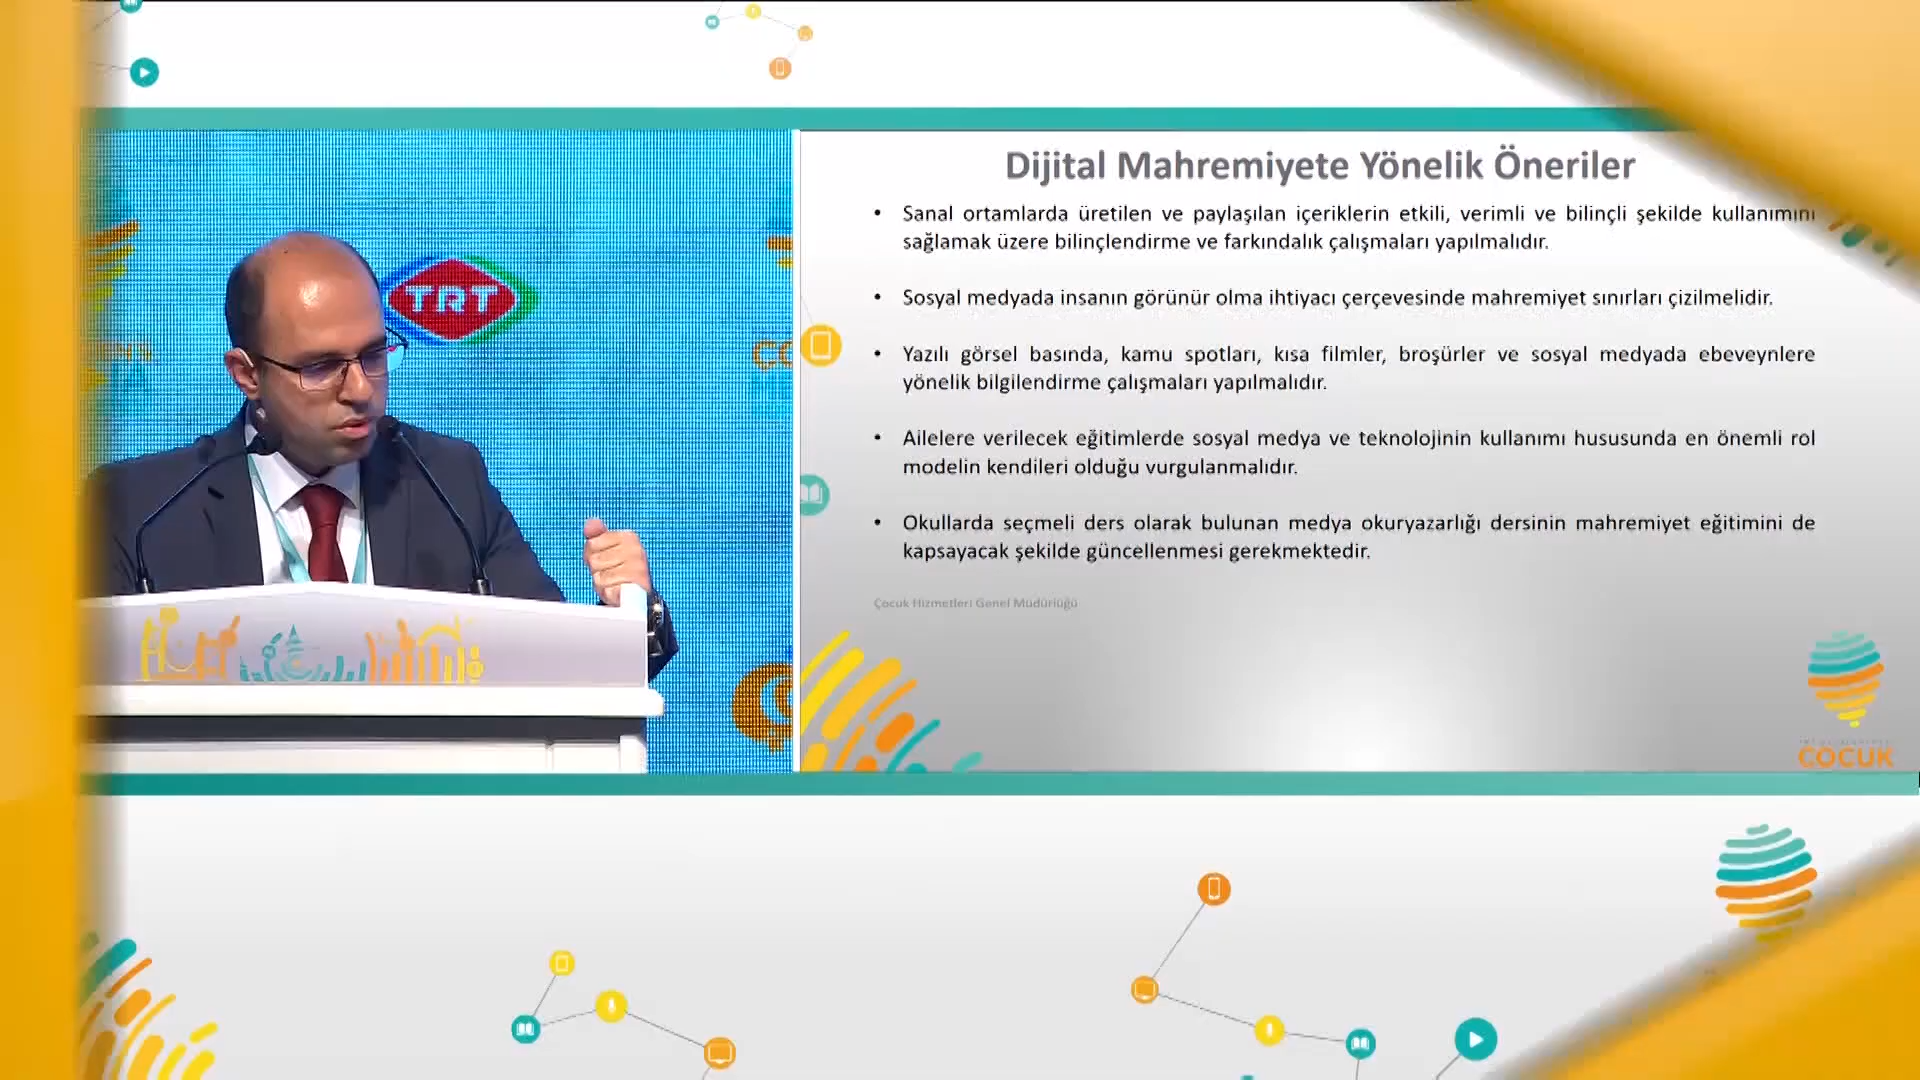 TRT
Dijital Mahremiyete Yönelik Öneriler
• Sanal ortamlarda üretilen ve paylaşılan içeriklerin etkili, verimli ve bilinçli şekilde kullanımını
sağlamak üzere bilinçlendirme ve farkındalık çalışmaları yapılmalıdır.
• Sosyal medyada insanın görünür olma ihtiyacı çerçevesinde mahremiyet sınırları çizilmelidir.
• Yazılı görsel basında, kamu spotları, kısa filmler, broşürler ve sosyal medyada ebeveynlere
yönelik bilgilendirme çalışmaları yapılmalıdır.
• Ailelere verilecek eğitimlerde sosyal medya ve teknolojinin kullanımı hususunda en önemli rol
modelin kendileri olduğu vurgulanmalıdır.
• Okullarda seçmeli ders olarak bulunan medya okuryazarlığı dersinin mahremiyet eğitimini de
kapsayacak şekilde güncellenmesi gerekmektedir.
Çocuk Hizmetleri Genel Müdürlüğü
ÇOCUK